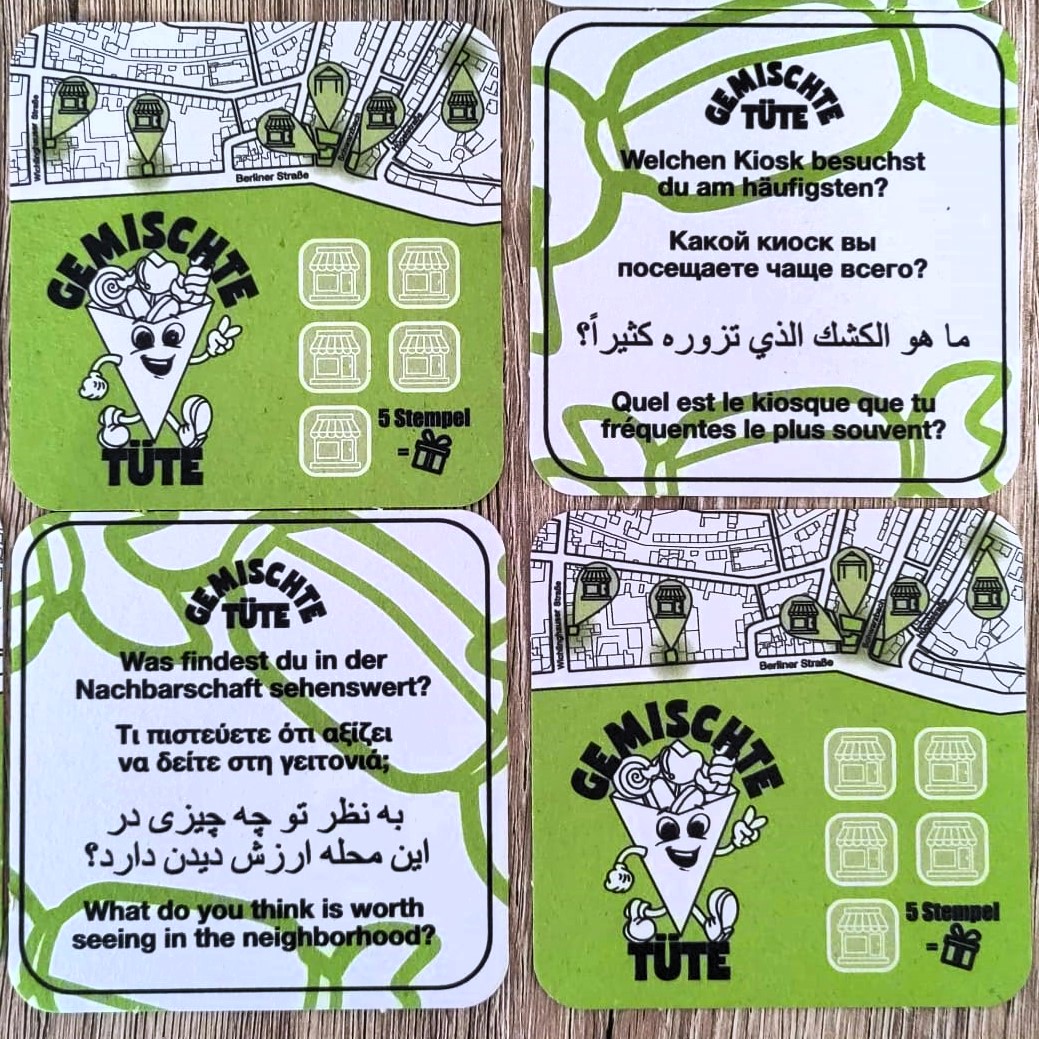 Wichlinghauser Straße
Berliner Straße
GEMISCHTE
TÜTE
5 Stempel
=
GEMISCHTE
TÜTE
Welchen Kiosk besuchst
du am häufigsten?
Какой киоск вы
посещаете чаще всего?
ما هو الكشك الذي تزوره كثيراً؟
Quel est le kiosque que tu
fréquentes le plus souvent?
GEMISCHTE
TÜTE
Was findest du in der
Nachbarschaft sehenswert?
Τι πιστεύετε ότι αξίζει
να δείτε στη γειτονιά;
به نظر تو چه چیزی در
این محله ارزش دیدن دارد؟
What do you think is worth
seeing in the neighborhood?
Wichlinghauser Straße
Berliner Straße
GEMISCHTE
TÜTE
5 Stempel
=